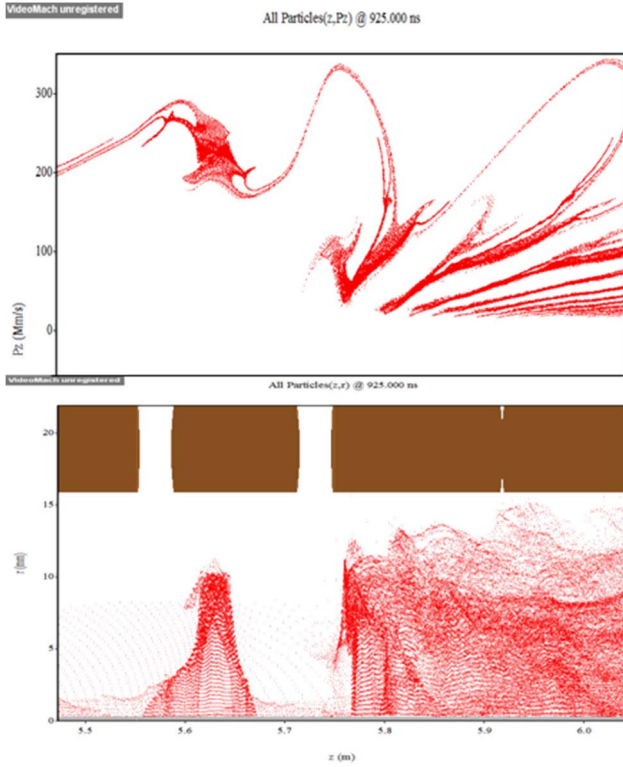 VideoMach unregistered
All Particles(z,Pz) @ 925.000 ns
300
200
100
0
Pz (Mm/s)
VideoMach unregistered
All Particles(z,r) @ 925.000 ns
20
15
10
5
0
r (mm)
5.5 5.6 5.7 5.8 5.9 6.0
z (m)